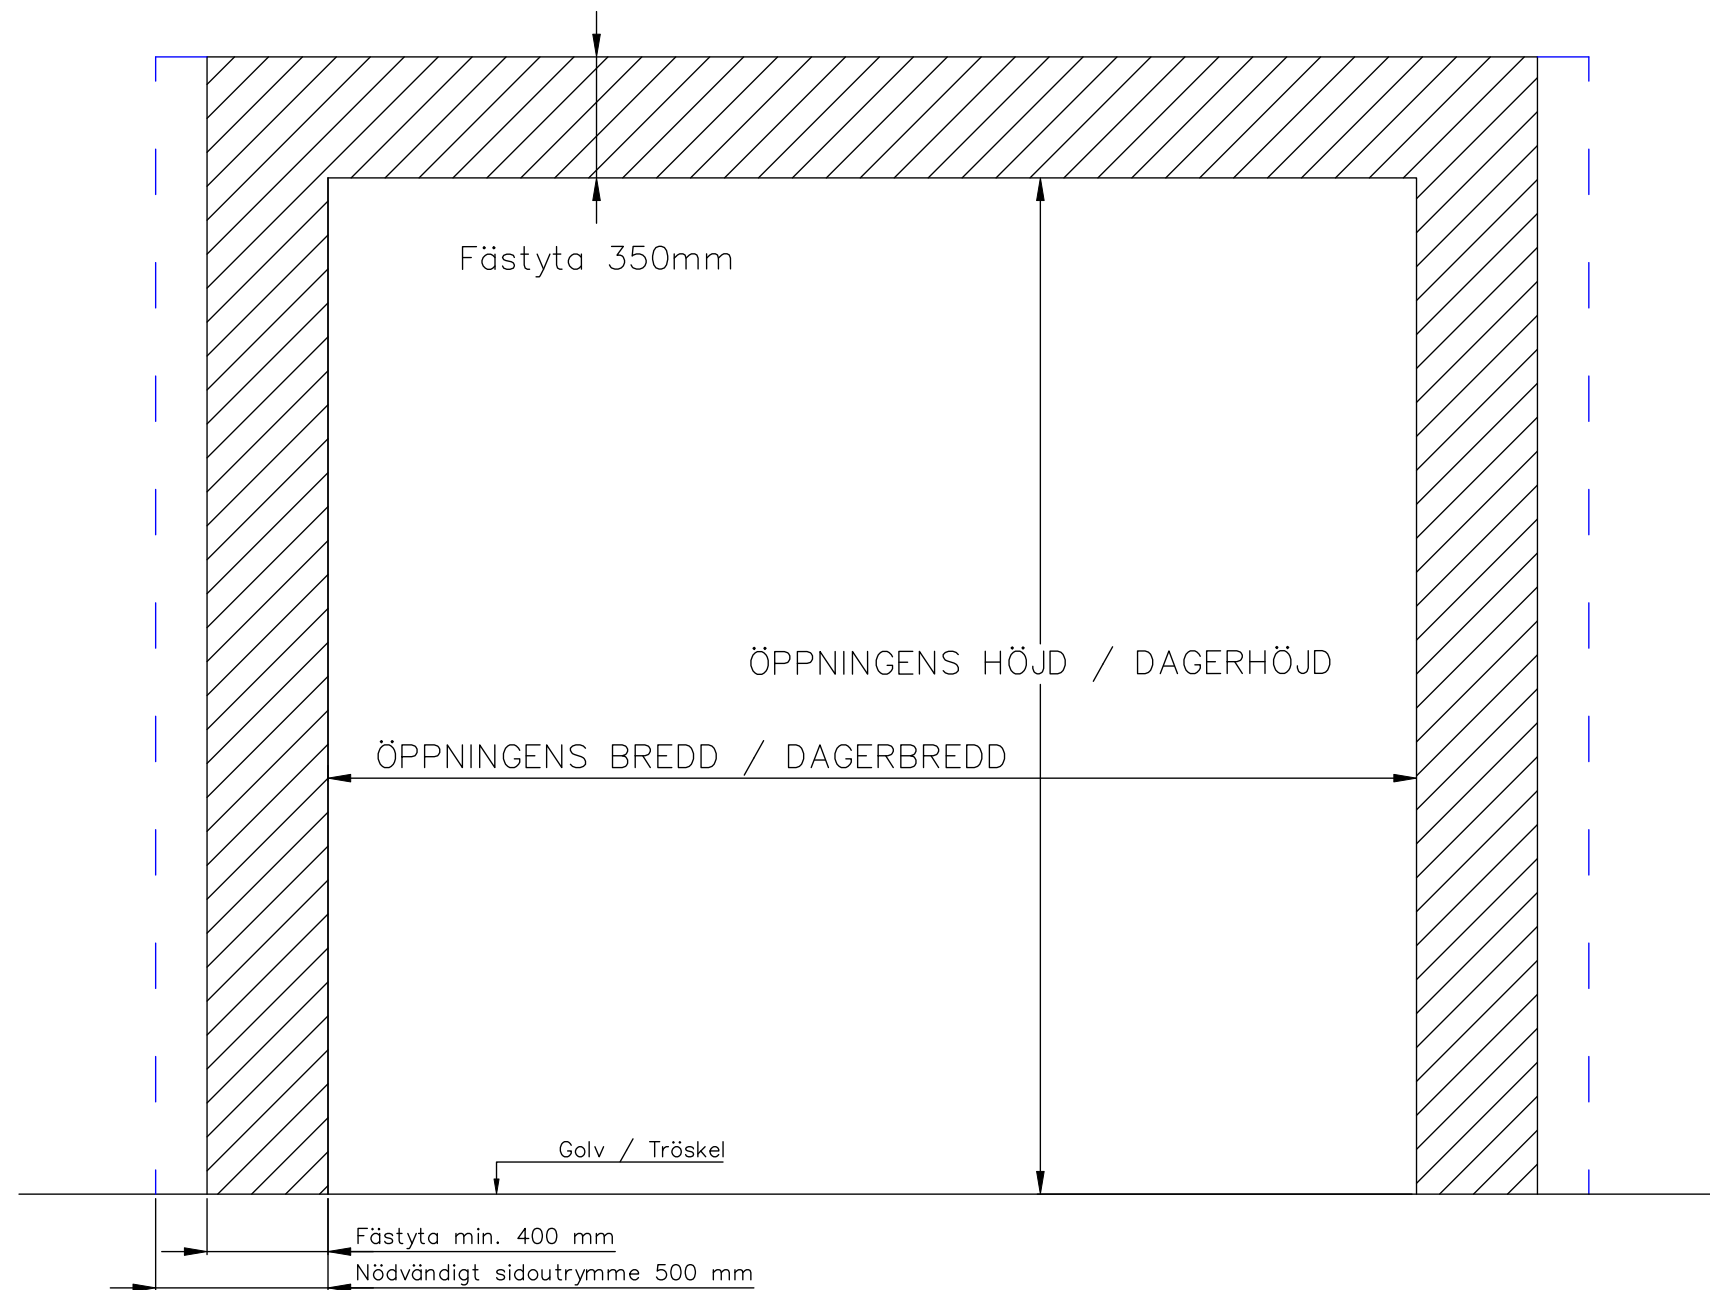 Fästyta 350mm
ÖPPNINGENS HÖJD / DAGERHÖJD
ÖPPNINGENS BREDD / DAGERBREDD
Golv / Tröskel
Fästyta min. 400 mm
Nödvändigt sidoutrymme 500 mm